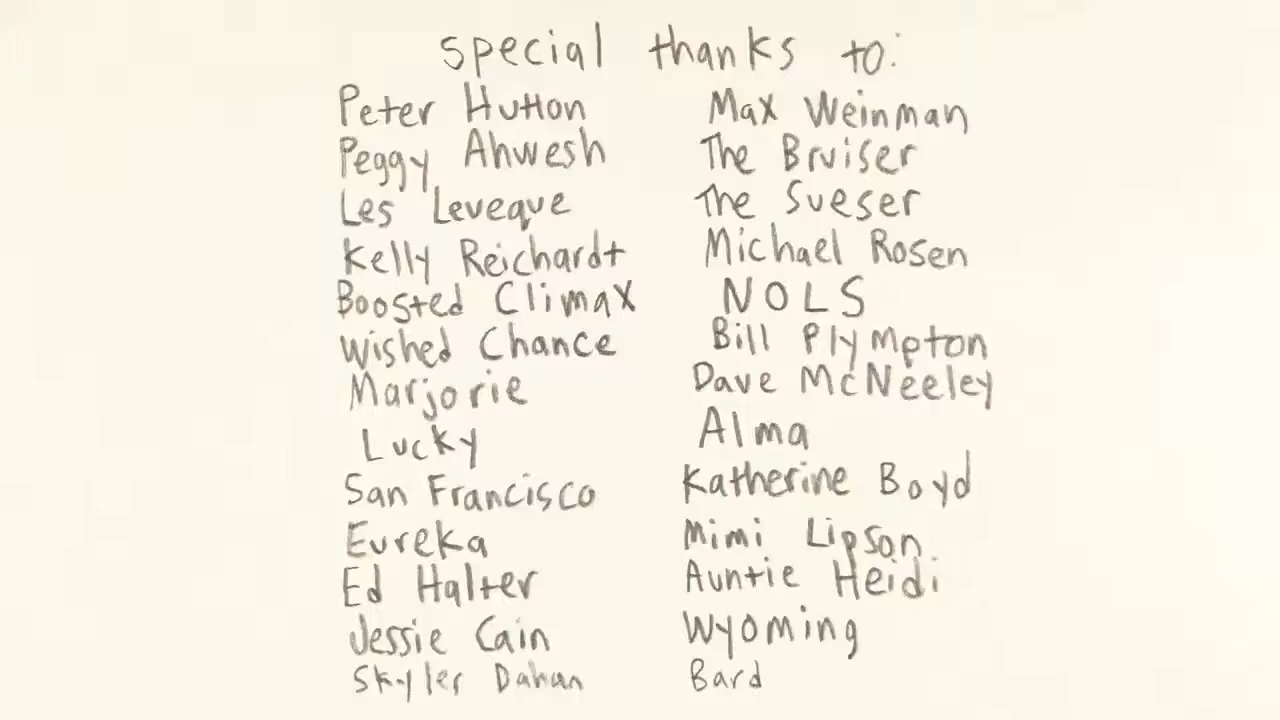 special thanks to:
Peter Hutton
Peggy Ahwesh
Les Leveque
Kelly Reichardt
Boosted Climax
Wished Chance
Marjorie
Lucky
San Francisco
Eureka
Ed Halter
Jessie Cain
Skyler Dahan
Max Weinman
The Bruiser
The Sueser
Michael Rosen
NOLS
Bill Plympton
Dave McNeeley
Alma
Katherine Boyd
Mimi Lipson
Auntie Heidi
Wyoming
Bard